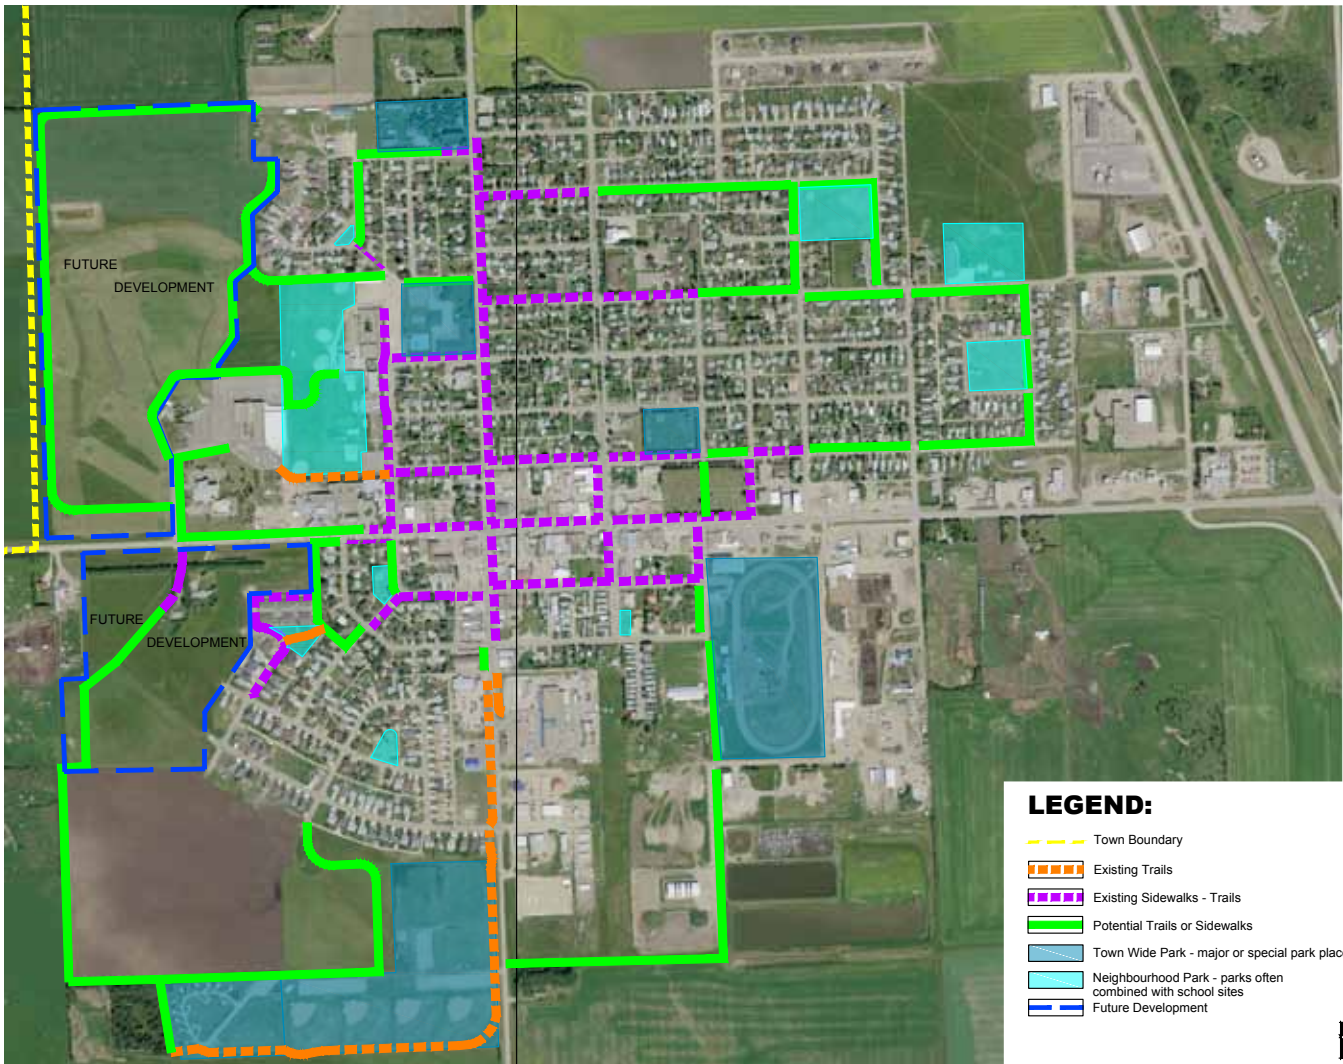 FUTURE
DEVELOPMENT
FUTURE
DEVELOPMENT
LEGEND:
Town Boundary
Existing Trails
Existing Sidewalks - Trails
Potential Trails or Sidewalks
Town Wide Park - major or special park plac
Neighbourhood Park - parks often
combined with school sites
Future Development